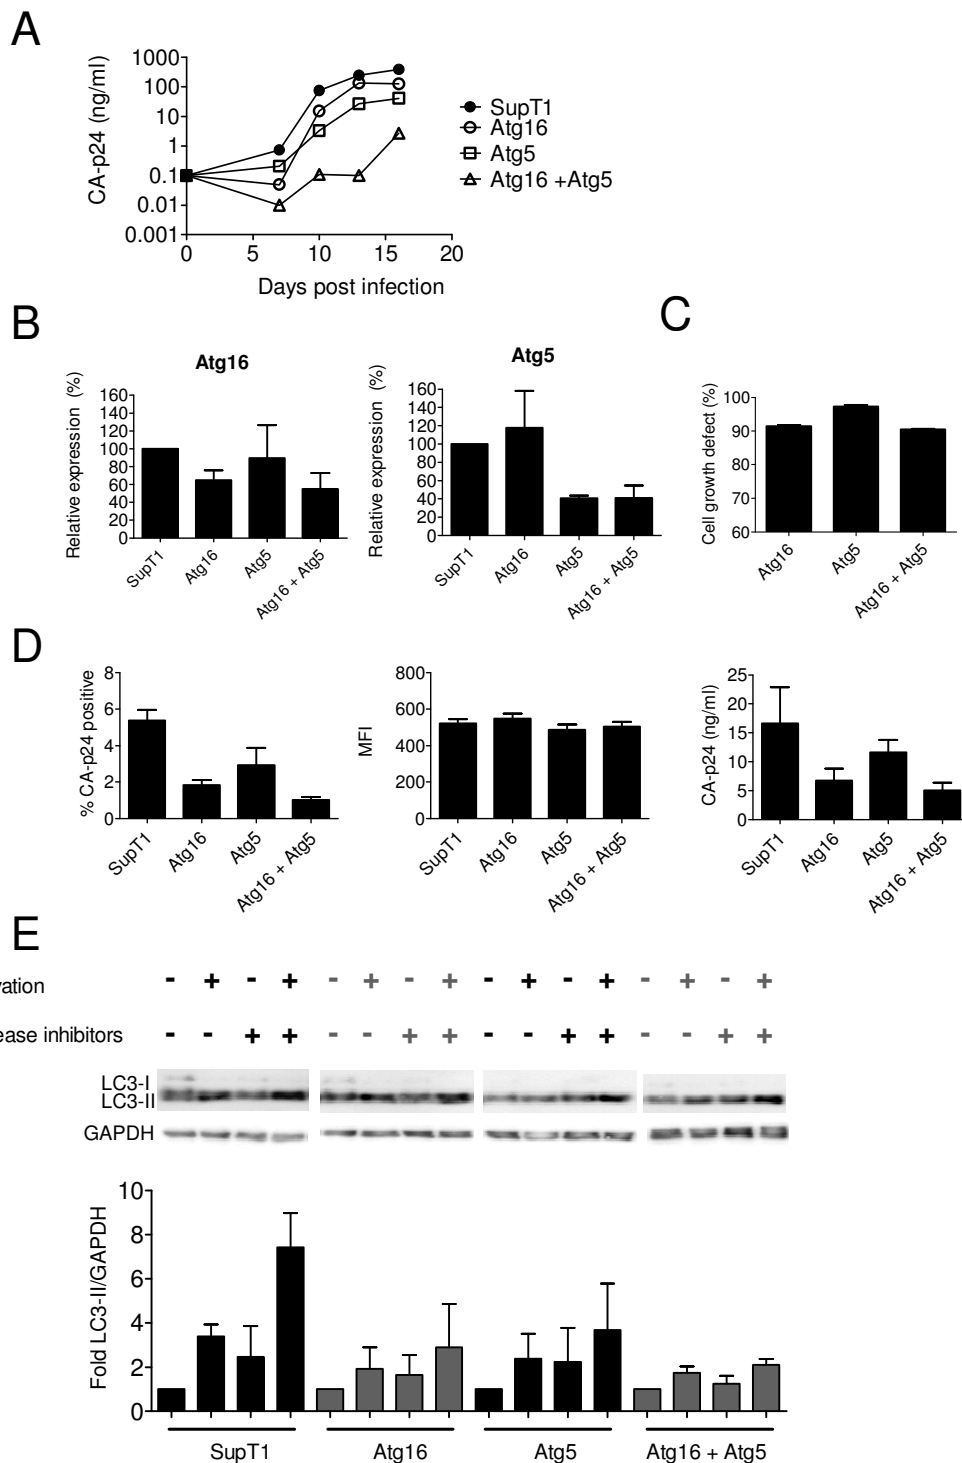 A
CA-p24 (ng/ml)
1000
100
10
1
0.1
0.01
0.001
0 5 10 15 20
Days post infection
SupT1
Atg16
Atg5
Atg16 +Atg5
B
Atg16
Relative expression (%)
160
140
120
100
80
60
40
20
0
SupT1 Atg16 Atg5 Atg16 + Atg5
Atg5
Relative expression (%)
160
140
120
100
80
60
40
20
0
SupT1 Atg16 Atg5 Atg16 + Atg5
C
Cell growth defect (%)
100
90
80
70
60
Atg16 Atg5 Atg16 + Atg5
D
% CA-p24 positive
8
6
4
2
0
SupT1 Atg16 Atg5 Atg16 + Atg5
MFI
800
600
400
200
0
SupT1 Atg16 Atg5 Atg16 + Atg5
CA-p24 (ng/ml)
25
20
15
10
5
0
SupT1 Atg16 Atg5 Atg16 + Atg5
E
vation - + - + - + - + - + - + - + - +
ease inhibitors - - + + - - + + - - + + - - + +
LC3-I
LC3-II
GAPDH
Fold LC3-II/GAPDH
10
8
6
4
2
0
SupT1 Atg16 Atg5 Atg16 + Atg5